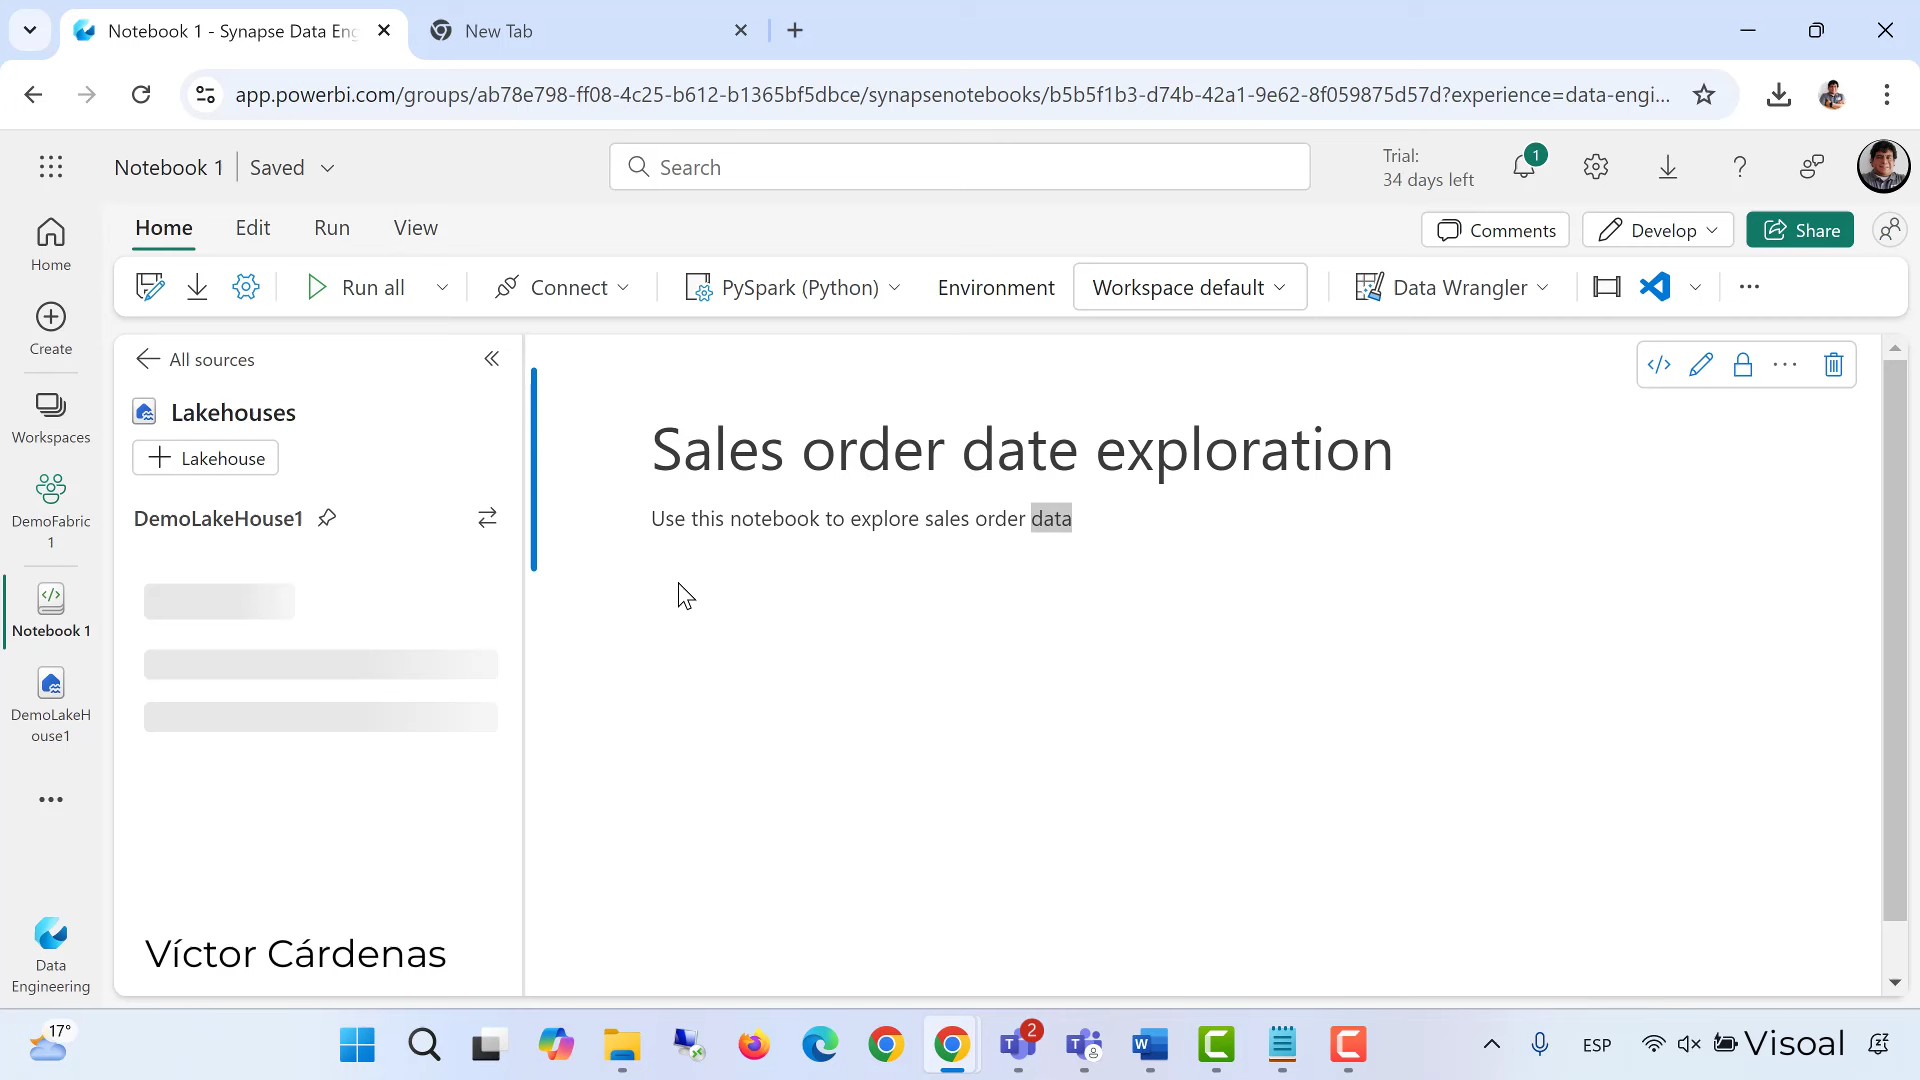 Notebook 1 - Synapse Data Eng
New Tab
app.powerbi.com/groups/ab78e798-ff08-4c25-b612-b1365bf5dbce/synapsenotebooks/b5b5f1b3-d74b-42a1-9e62-8f059875d57d?experience=data-engi...
Notebook 1
Saved
Search
Trial:
34 days left
1
Home
Edit
Run
View
Comments
Develop
Share
Run all
Connect
PySpark (Python)
Environment
Workspace default
Data Wrangler
Home
Create
Workspaces
DemoFabric
1
Notebook 1
DemoLakeH
ouse1
Data
Engineering
All sources
Lakehouses
Lakehouse
DemoLakeHouse1
Víctor Cárdenas
Sales order date exploration
Use this notebook to explore sales order data
17°
2
ESP
Visoal